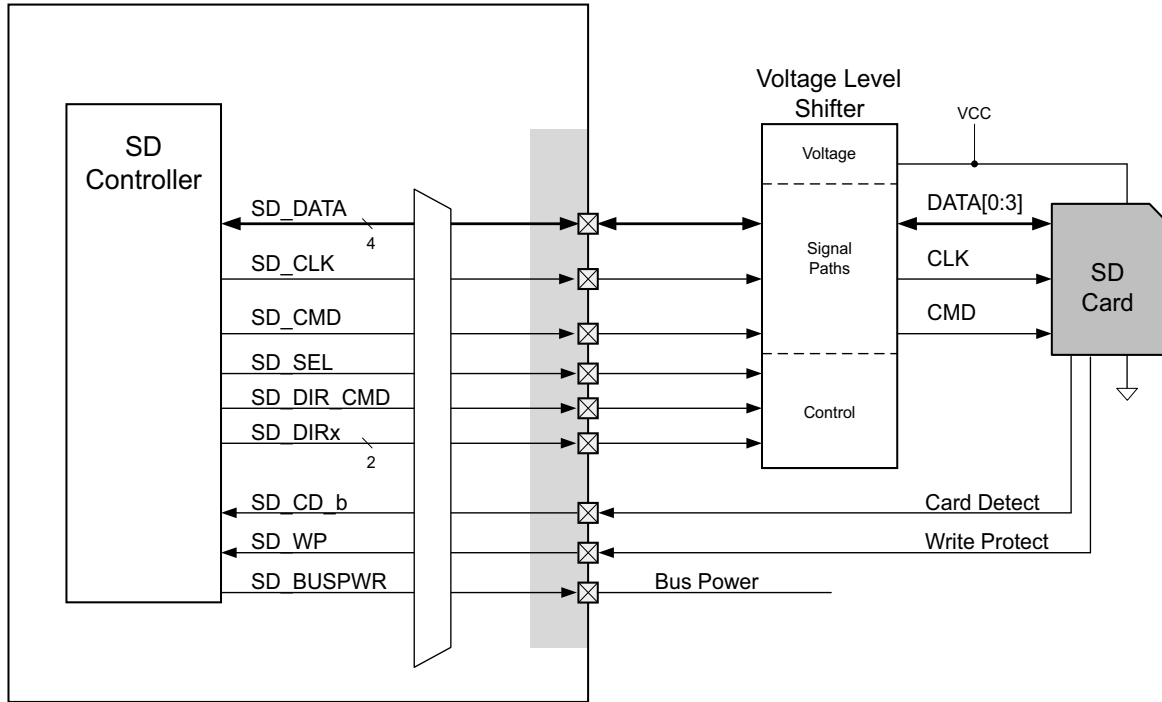 Voltage Level
Shifter
VCC
SD
Controller
Voltage
SD_DATA
4
DATA[0:3]
SD_CLK
Signal
Paths
CLK
SD
Card
SD_CMD
CMD
SD_SEL
SD_DIR_CMD
Control
SD_DIRx
2
SD_CD_b
Card Detect
SD_WP
Write Protect
SD_BUSPWR
Bus Power